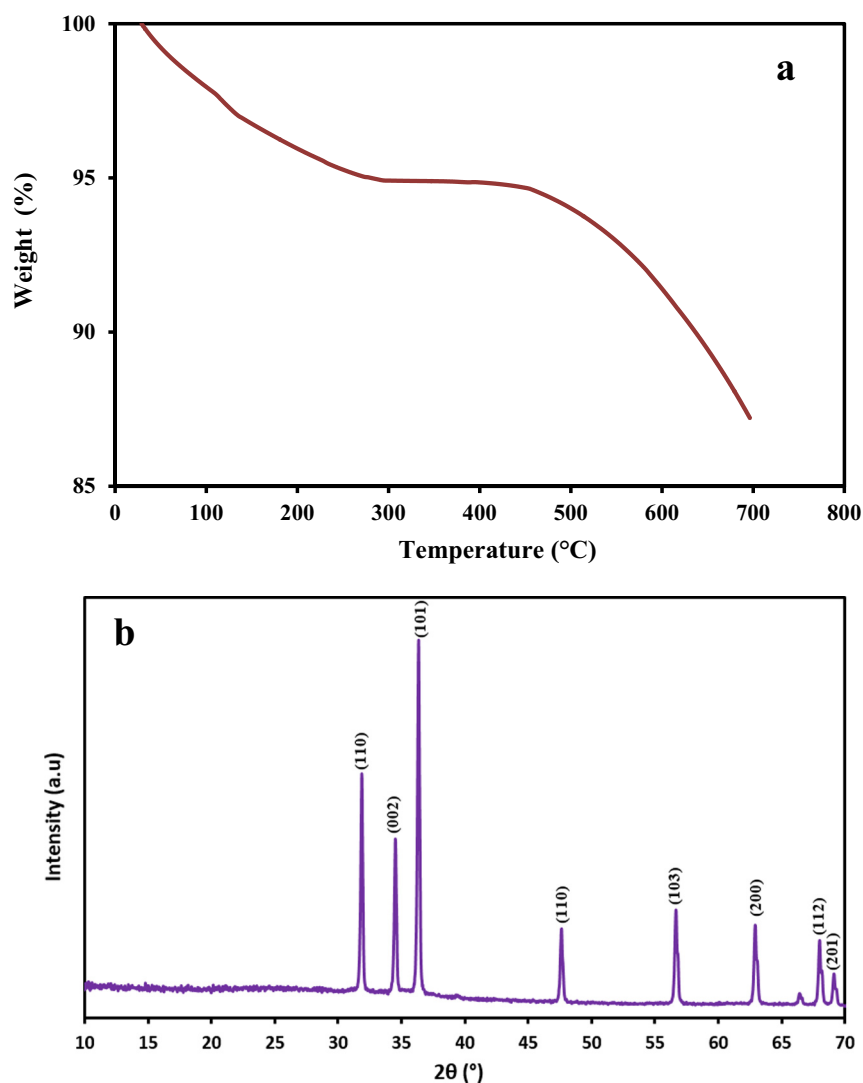 a
100
95
90
85
Weight (%)
0 100 200 300 400 500 600 700 800
Temperature (°C)
b
(101)
(110)
(002)
(110)
(103)
(200)
(112)
(201)
Intensity (a.u)
10 15 20 25 30 35 40 45 50 55 60 65 70
2θ (°)